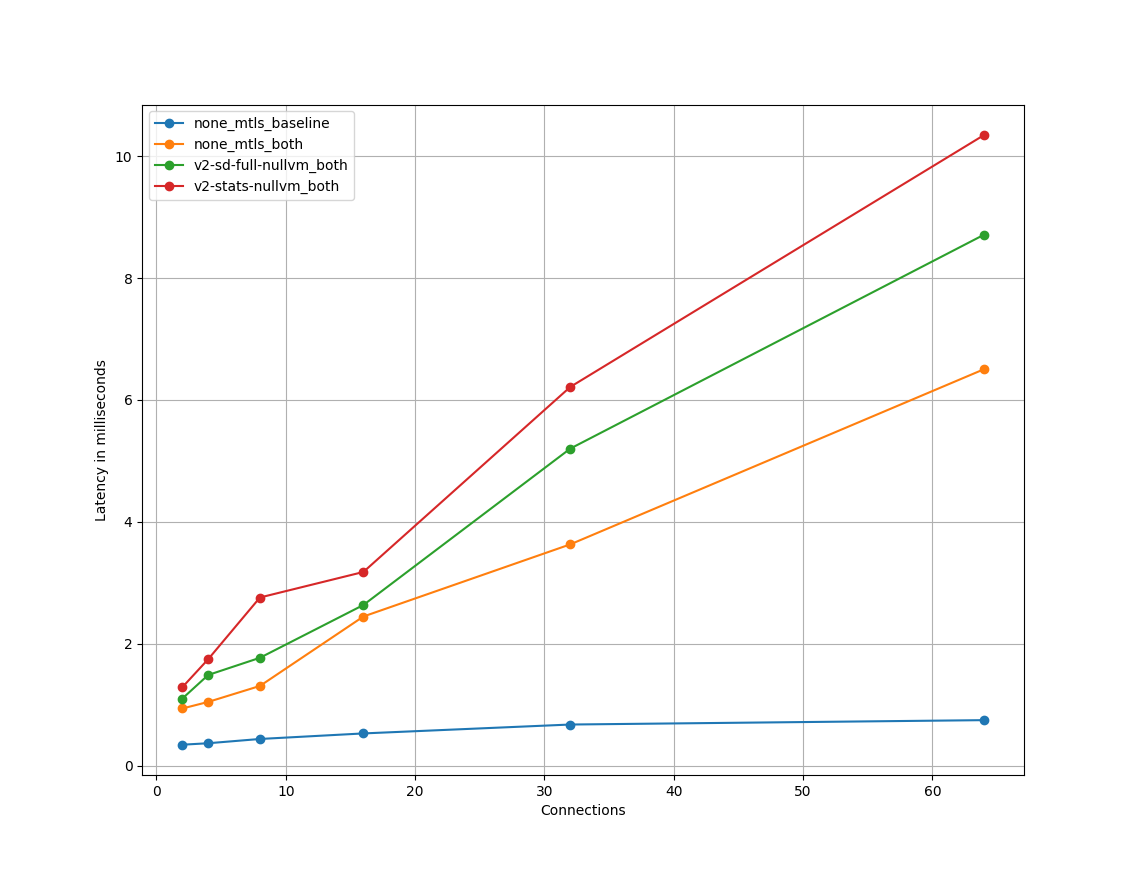 none_mtls_baseline
none_mtls_both
v2-sd-full-nullvm_both
v2-stats-nullvm_both
Latency in milliseconds
10
8
6
4
2
0
0 10 20 30 40 50 60
Connections